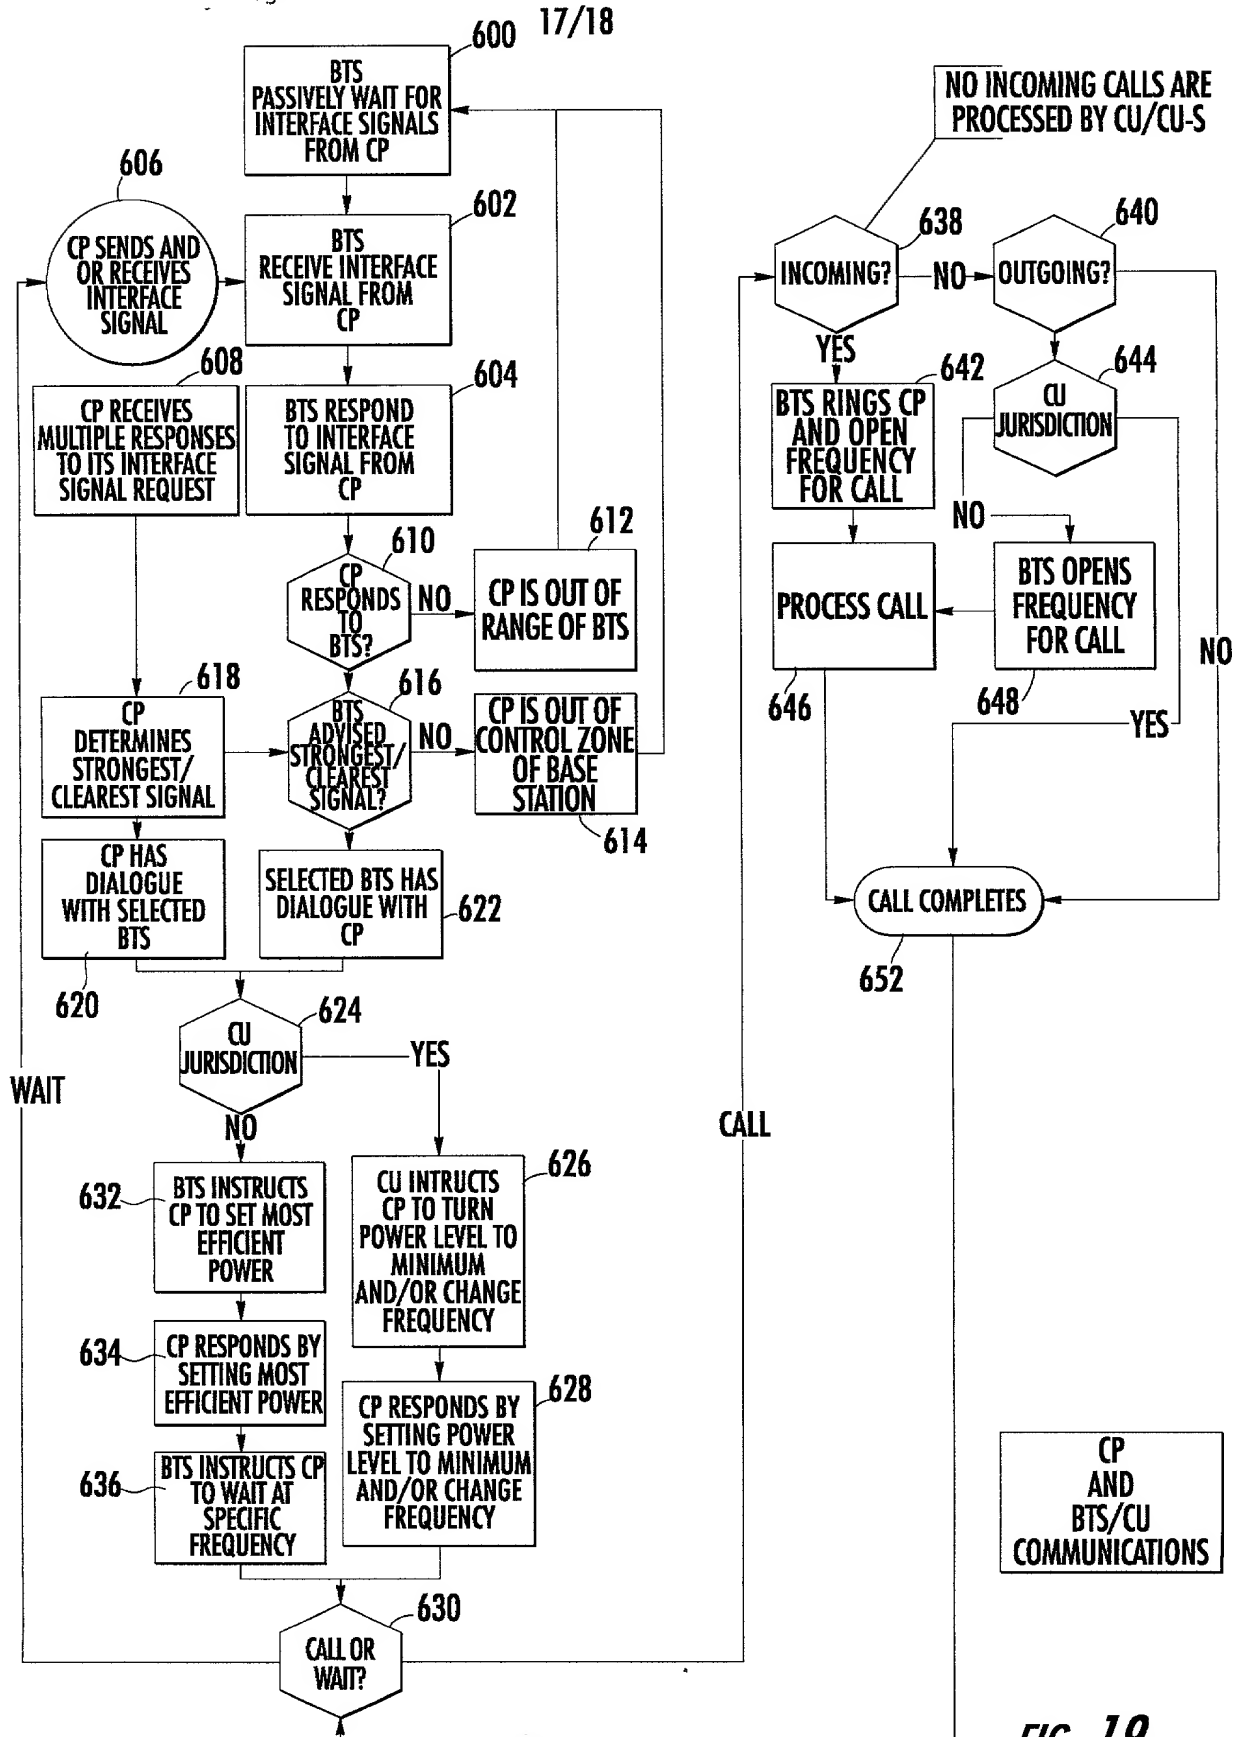 17/18
600
BTS
PASSIVELY WAIT FOR
INTERFACE SIGNALS
FROM CP
NO INCOMING CALLS ARE
PROCESSED BY CU/CU-S
606
CP SENDS AND
OR RECEIVES
INTERFACE
SIGNAL
602
BTS
RECEIVE INTERFACE
SIGNAL FROM
CP
608
CP RECEIVES
MULTIPLE RESPONSES
TO ITS INTERFACE
SIGNAL REQUEST
604
BTS RESPOND
TO INTERFACE
SIGNAL FROM
CP
610
CP
RESPONDS
TO
BTS?
NO
612
CP IS OUT OF
RANGE OF BTS
618
CP
DETERMINES
STRONGEST/
CLEAREST SIGNAL
616
BTS
ADVISED
STRONGEST/
CLEAREST
SIGNAL?
NO
CP IS OUT OF
CONTROL ZONE
OF BASE
STATION
614
CP HAS
DIALOGUE
WITH SELECTED
BTS
620
SELECTED BTS HAS
DIALOGUE WITH
CP
622
624
CU
JURISDICTION
YES
NO
WAIT
632
BTS INSTRUCTS
CP TO SET MOST
EFFICIENT
POWER
626
CU INTRUCTS
CP TO TURN
POWER LEVEL TO
MINIMUM
AND/OR CHANGE
FREQUENCY
634
CP RESPONDS BY
SETTING MOST
EFFICIENT POWER
628
CP RESPONDS BY
SETTING POWER
LEVEL TO MINIMUM
AND/OR CHANGE
FREQUENCY
636
BTS INSTRUCTS CP
TO WAIT AT
SPECIFIC
FREQUENCY
630
CALL OR
WAIT?
CALL
638
INCOMING?
NO
640
OUTGOING?
YES
642
BTS RINGS CP
AND OPEN
FREQUENCY
FOR CALL
644
CU
JURISDICTION
NO
PROCESS CALL
646
BTS OPENS
FREQUENCY
FOR CALL
648
NO
YES
CALL COMPLETES
652
CP
AND
BTS/CU
COMMUNICATIONS
FIG. 19